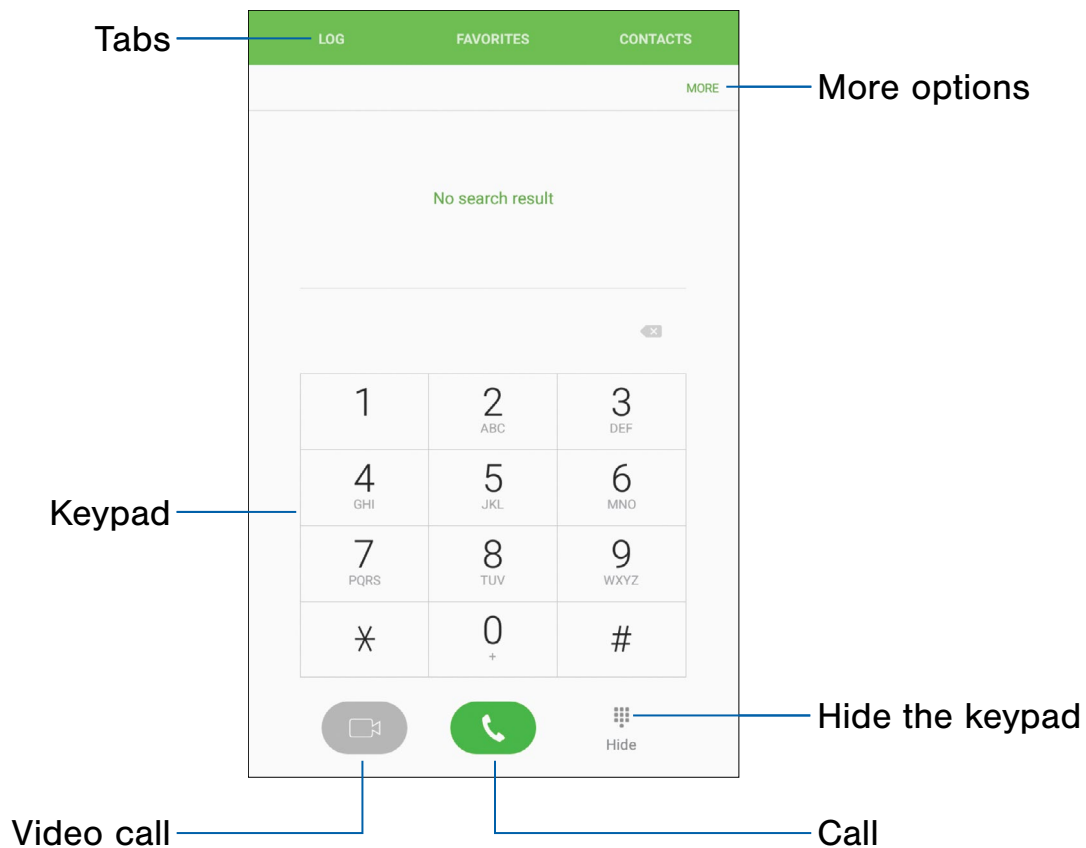 Tabs
LOG FAVORITES CONTACTS
MORE
More options
No search result
1 2 3
ABC DEF
4 5 6
GHI JKL MNO
Keypad
7 8 9
PQRS TUV WXYZ
* 0 #
+
Hide the keypad
Hide
Video call
Call